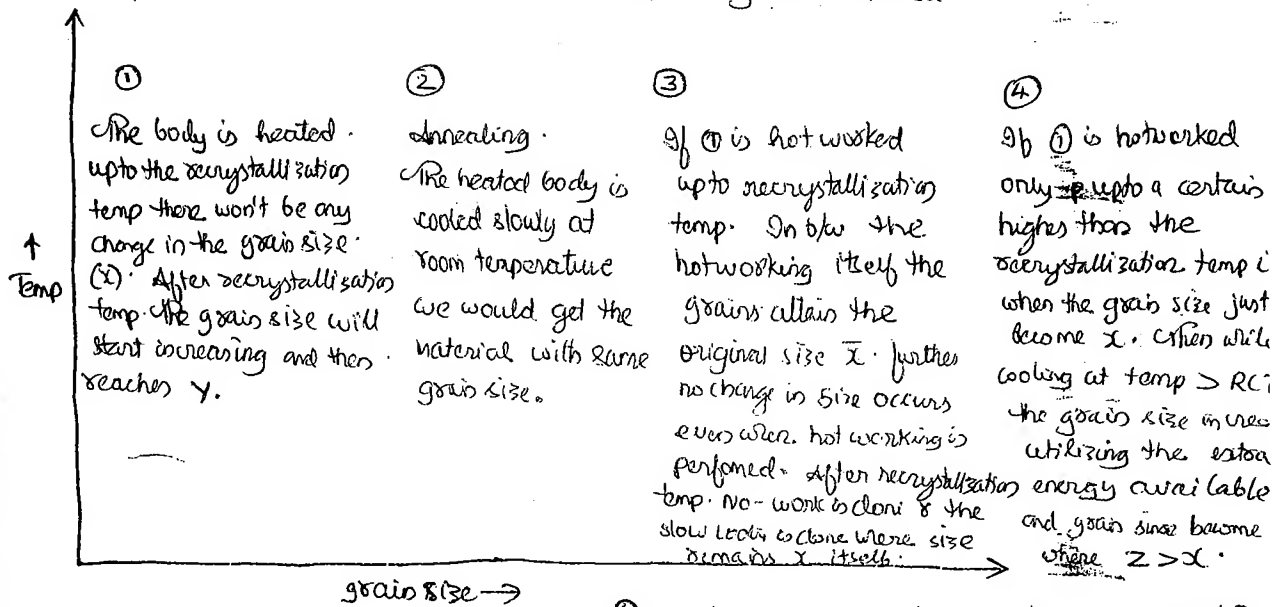 ①
The body is heated.
upto the recrystallization
temp there won't be any
change in the grain size.
(x). After recrystallization
temp. the grain size will
start increasing and then.
reaches y.
②
Annealing.
The heated body is
cooled slowly at
room temperature
we would get the
material with same
grain size.
③
If ① is hot worked
upto recrystallization
temp. In b/w the
hotworking itself the
grains attain the
original size x. further
no change in size occurs
even when. hot working is
performed. After recrystallization
temp. No-work is done & the
slow is done where size
remains x itself.
④
If ① is hotworked
only upto a certain
higher than the
recrystallization temp
when the grain size just
become x. then while
cooling at temp >
the grain size
utilizing the extra
energy available
and grain size become
where z > x.
↑
Temp
grain size →